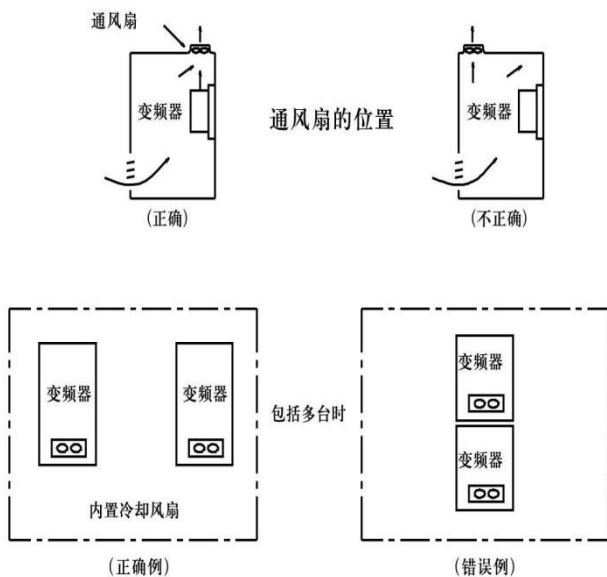 通风扇
变频器
通风扇的位置
变频器
(正确)
(不正确)
变频器
变频器
包括多台时
变频器
变频器
内置冷却风扇
(正确例)
(错误例)